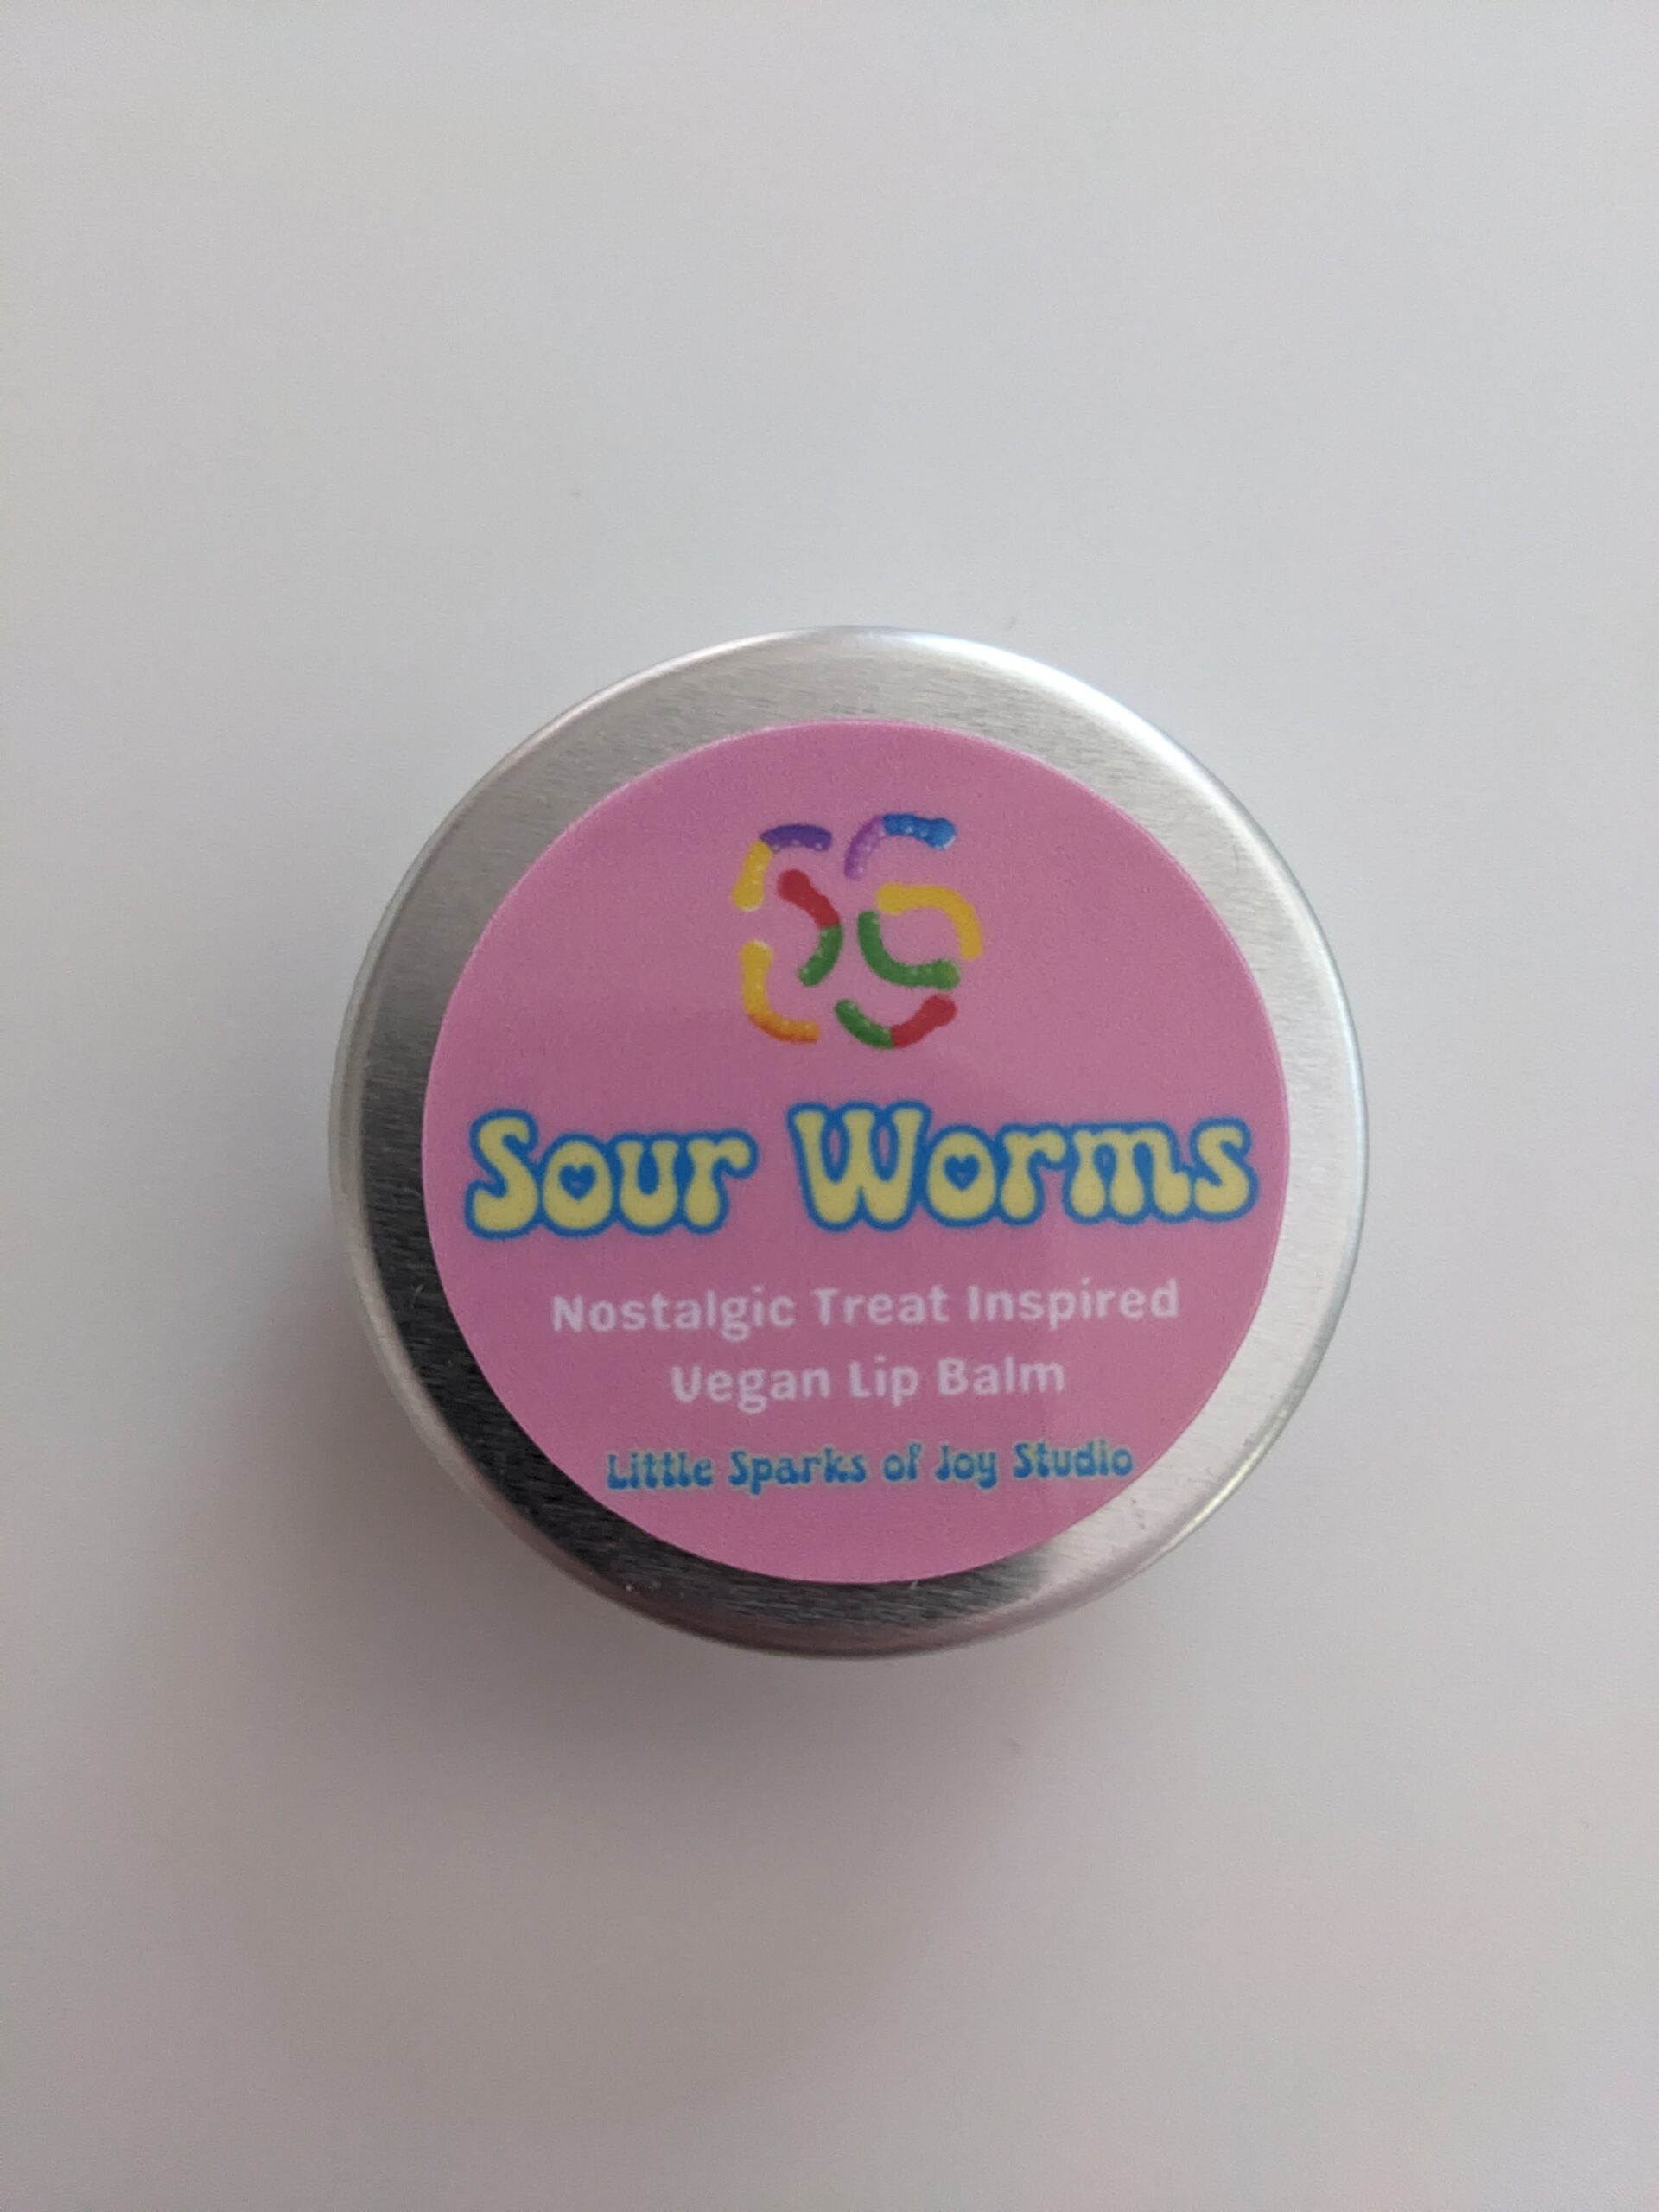 Sour Worms
Nostalgic Treat Inspired
Vegan Lip Balm
Little Sparks of Joy Studio